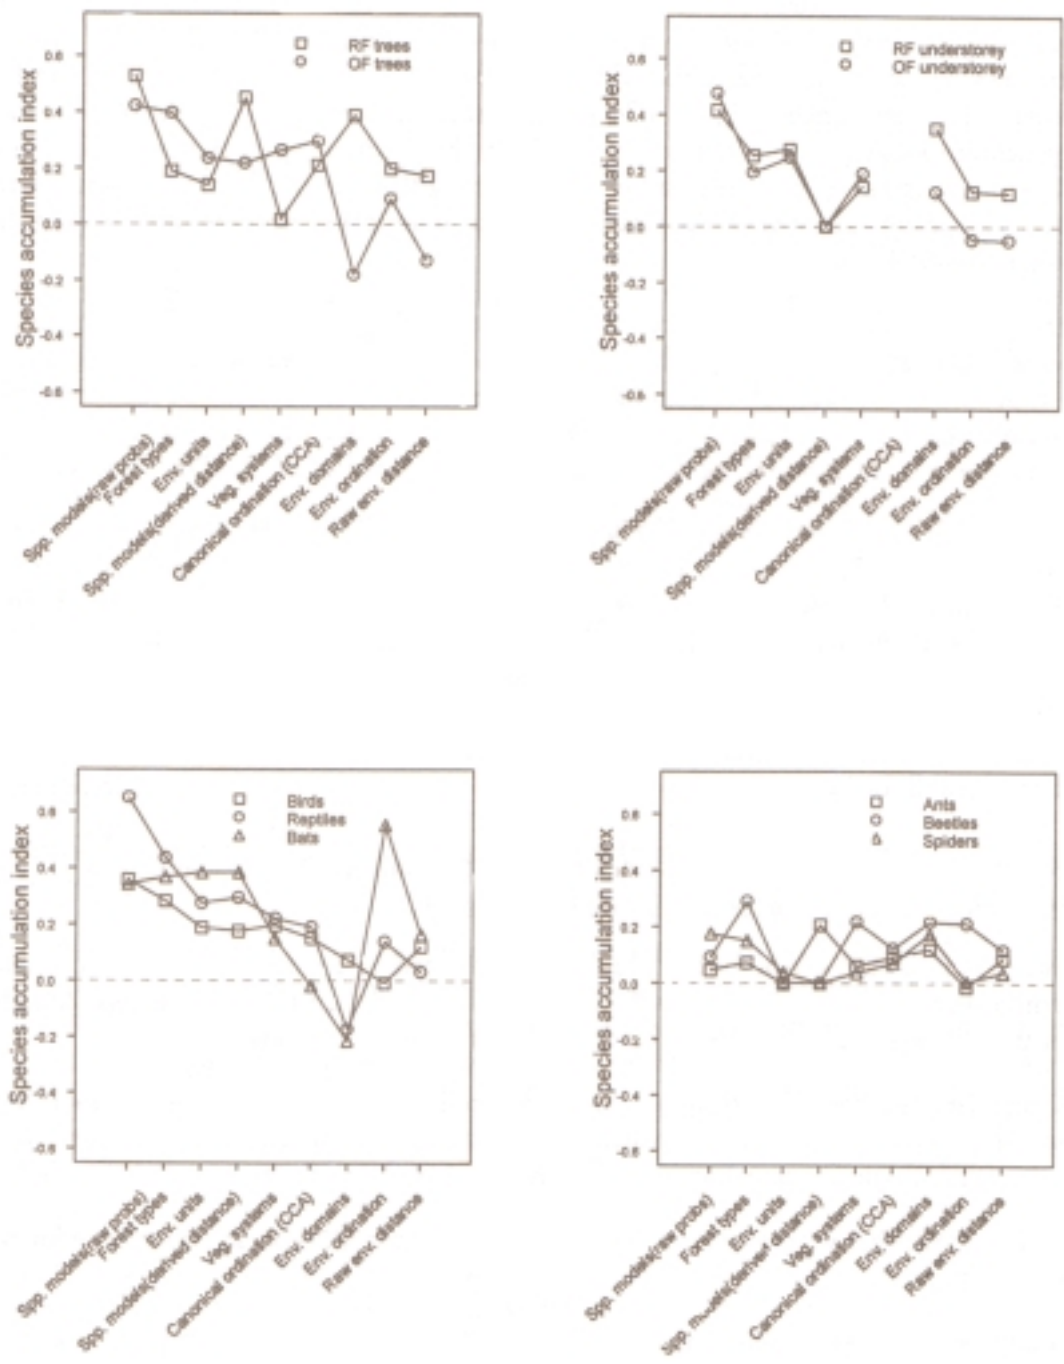 Species accumulation index
0.6
0.4
0.2
0.0
-0.2
-0.4
-0.6
RF trees
OF trees
Spp. models(raw probs)
Forest types
Env. units
Spp. models(derived distance)
Veg. systems
Canonical ordination (CCA)
Env. domains
Env. ordination
Raw env. distance
Species accumulation index
0.6
0.4
0.2
0.0
-0.2
-0.4
-0.6
RF understorey
OF understorey
Spp. models(raw probs)
Forest types
Env. units
Spp. models(derived distance)
Veg. systems
Canonical ordination (CCA)
Env. domains
Env. ordination
Raw env. distance
Species accumulation index
0.6
0.4
0.2
0.0
-0.2
-0.4
-0.6
Birds
Reptiles
Bats
Spp. models(raw probs)
Forest types
Env. units
Spp. models(derived distance)
Veg. systems
Canonical ordination (CCA)
Env. domains
Env. ordination
Raw env. distance
Species accumulation index
0.6
0.4
0.2
0.0
-0.2
-0.4
-0.6
Ants
Beetles
Spiders
Spp. models(raw probs)
Forest types
Env. units
Spp. distance)
Veg. systems
Canonical ordination (CCA)
Env. domains
Env. ordination
Raw env. distance